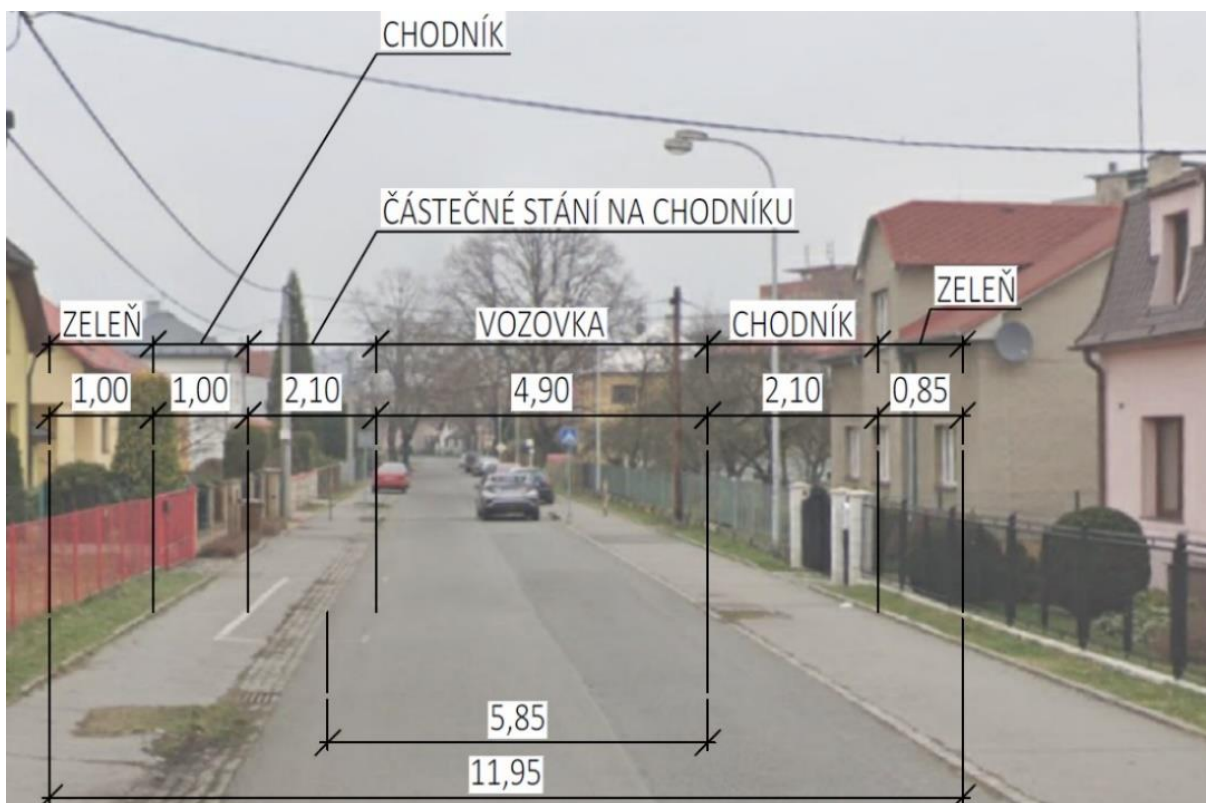 CHODNÍK
ČÁSTEČNÉ STÁNÍ NA CHODNÍKU
ZELEŇ
ZELEŇ VOZOVKA CHODNÍK
1,00 1,00 2,10 4,90 2,10 0,85
5,85
11,95